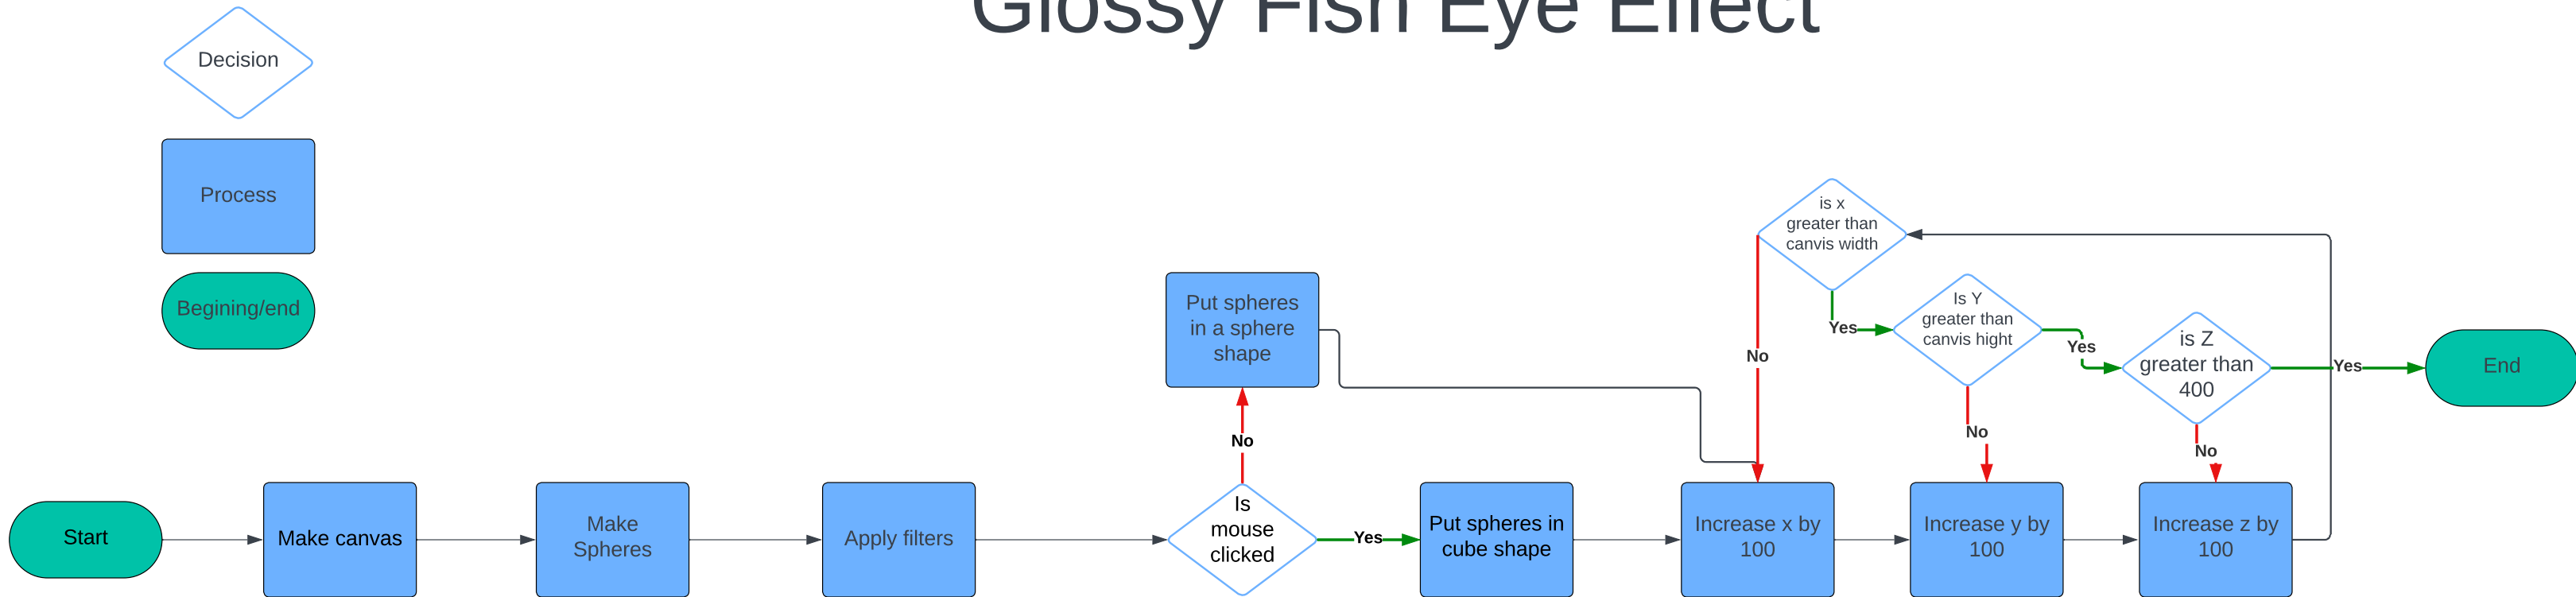 Glossy Fish Eye Effect
Decision
Process
Begining/end
Start
Make canvas
Make
Spheres
Apply filters
Is
mouse
clicked
No
Put spheres
in a sphere
shape
Yes
Put spheres in
cube shape
Increase x by
100
Increase y by
100
Increase z by
100
is x
greater than
canvis width
No
Yes
Is Y
greater than
canvis hight
No
Yes
is Z
greater than
400
No
Yes
End